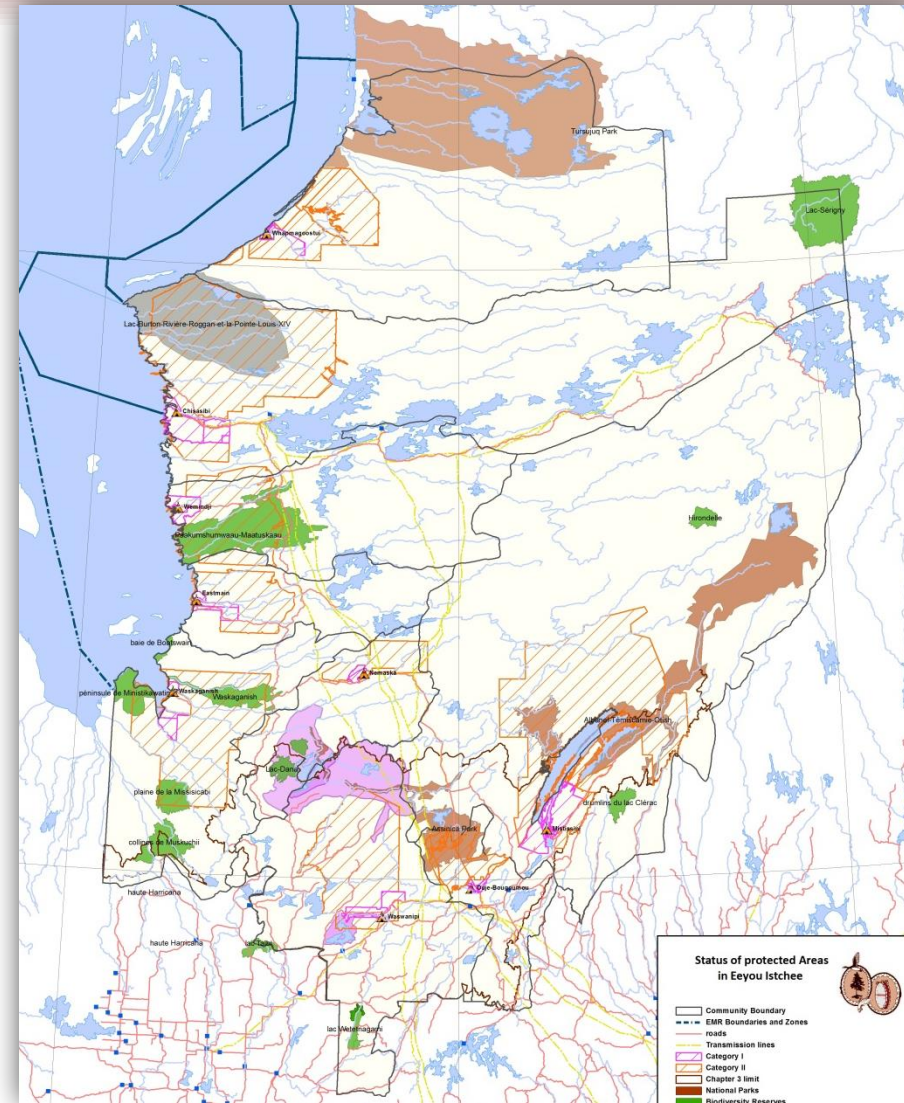 Tursujuq Park
Lac-Sérigny
Whapmagoostui
Lac-Burton-Rivière-Roggan-et-la-Pointe-Louis-XIV
Chisasibi
Wemindji
Hirondelle
Eastmain
baie de Boatswain
Nemaska
péninsule de Ministikawatin
Waskaganish
Waskaganish
Albanel-Témiscamie-Otish
Lac-Dana
plaine de la Missisicabi
drumlins du lac Clérac
Assinica Park
Mistissini
collines de Muskuchii
Ouje-Bougoumou
haute Harricana
Waswanipi
haute Harricana
lac Wetetnagami
Status of protected Areas
in Eeyou Istchee
Community Boundary
EMR Boundaries and Zones
roads
Transmission lines
Category I
Category II
Chapter 3 limit
National Parks
Biodiversity Reserves